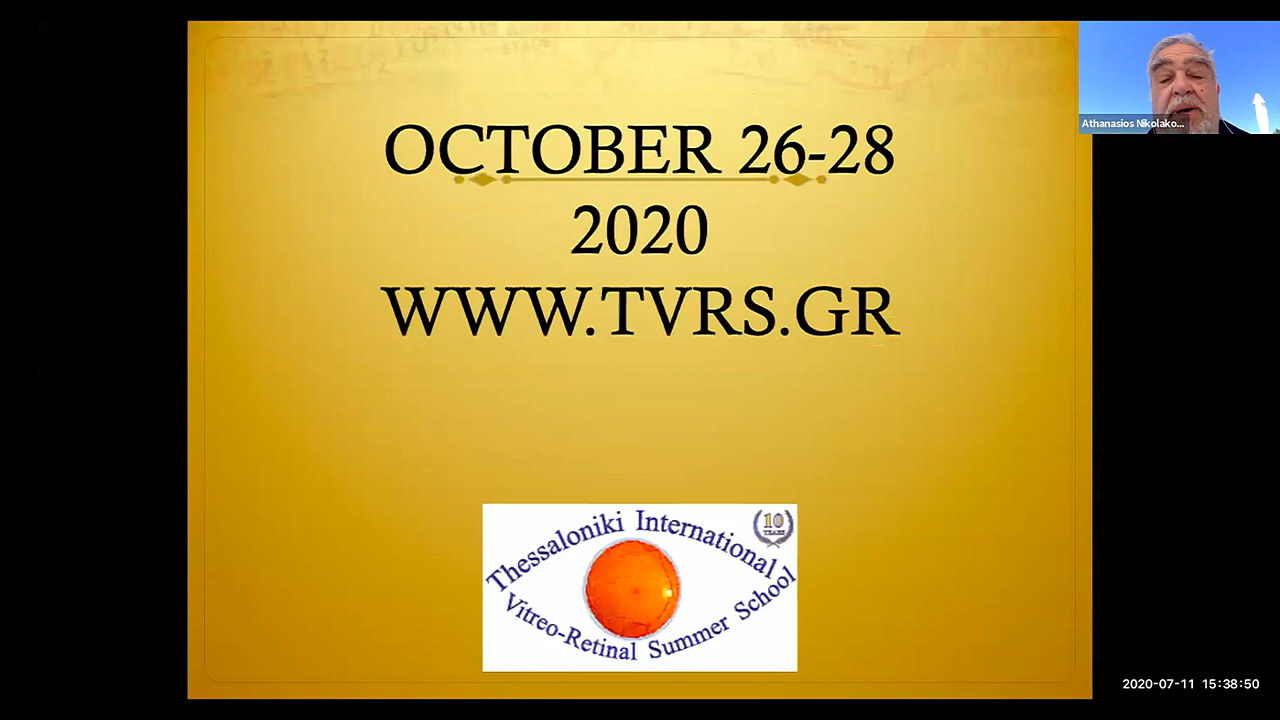 OCTOBER 26-28
2020
WWW.TVRS.GR
Athanasios Nikolako...
Thessaloniki International
10
YEARS
Vitreo-Retinal Summer School
2020-07-11 15:38:50